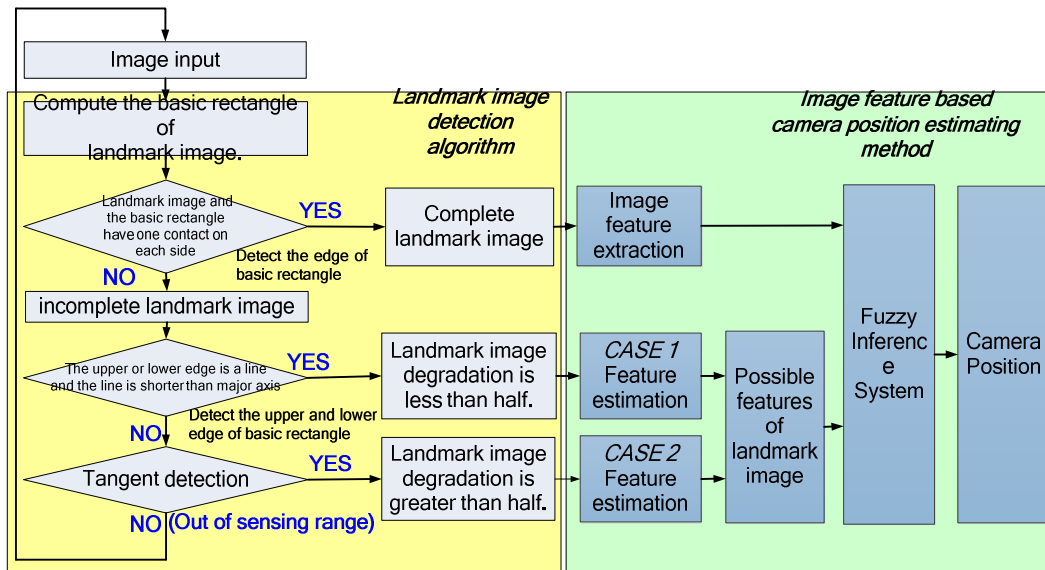 Image input
Compute the basic rectangle
of
landmark image.
Landmark image
detection
algorithm
Image feature based
camera position estimating
method
Landmark image and
the basic rectangle
have one contact on
each side
YES
Detect the edge of
basic rectangle
NO
Complete
landmark image
Image
feature
extraction
incomplete landmark image
The upper or lower edge is a line
and the line is shorter than major axis
YES
Detect the upper and lower
edge of basic rectangle
NO
Landmark image
degradation is
less than half.
CASE 1
Feature
estimation
Possible
features
of
landmark
image
Fuzzy
Inferenc
e
System
Camera
Position
Tangent detection
YES
NO (Out of sensing range)
Landmark image
degradation is
greater than half.
CASE 2
Feature
estimation